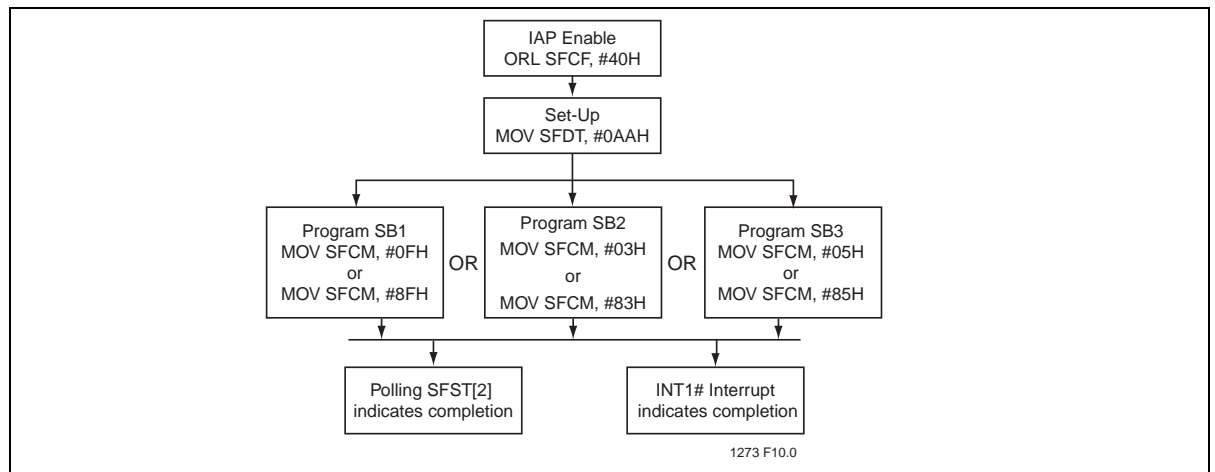 IAP Enable
ORL SFCF, #40H
Set-Up
MOV SFDT, #0AAH
Program SB1
MOV SFCM, #0FH
or
MOV SFCM, #8FH
OR
Program SB2
MOV SFCM, #03H
or
MOV SFCM, #83H
OR
Program SB3
MOV SFCM, #05H
or
MOV SFCM, #85H
Polling SFST[2]
indicates completion
INT1# Interrupt
indicates completion
1273 F10.0